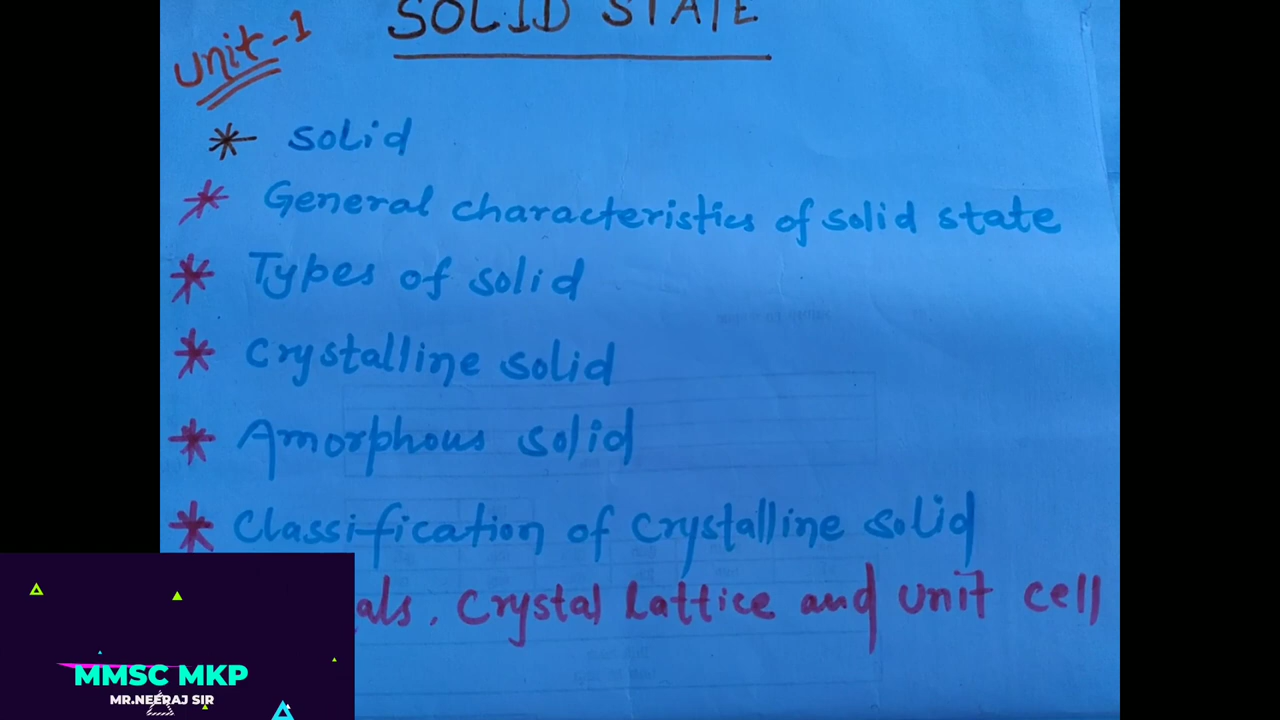 SOLID STATE
Unit-1
* Solid
* General characteristics of solid state
* Types of solid
* Crystalline solid
* Amorphous solid
* Classification of Crystalline solid
als, Crystal Lattice and unit cell
MMSC MKP
MR.NEERAJ SIR